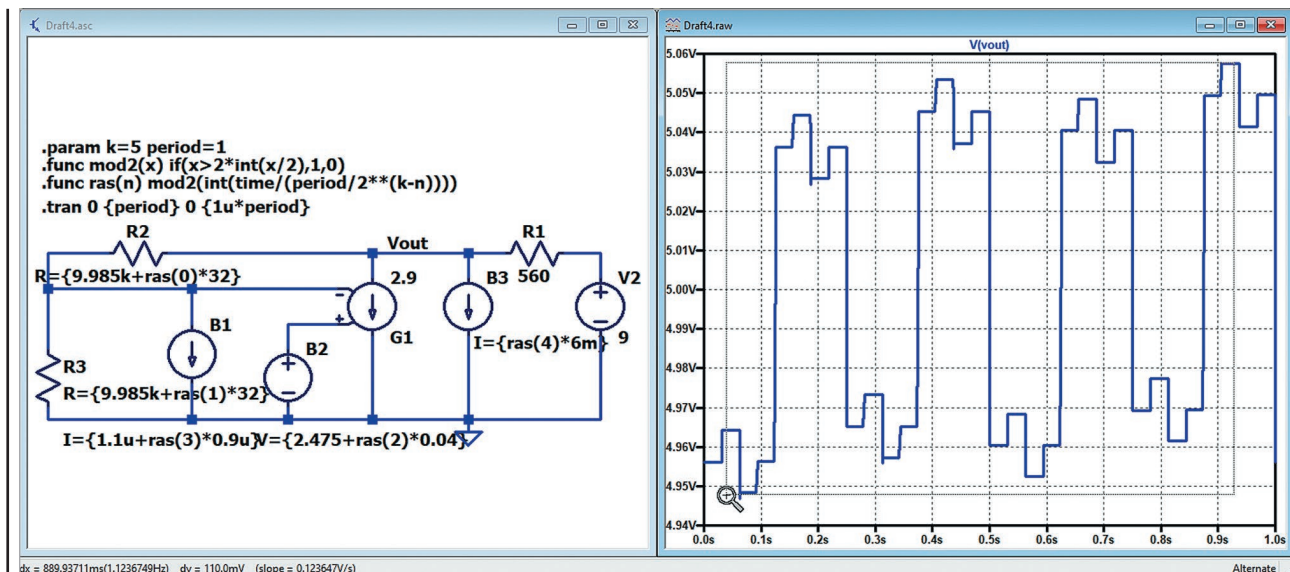 Draft4.asc
.param k=5 period=1
.func mod2(x) if(x>2*int(x/2),1,0)
.func ras(n) mod2(int(time/(period/2**(k-n))))
.tran 0 {period} 0 {1u*period}
R2
R={9.985k+ras(0)*32}
Vout
R1
560
2.9
G1
B3
I={ras(4)*6m}
V2
9
B1
B2
R3
R={9.985k+ras(1)*32}
I={1.1u+ras(3)*0.9u}
V={2.475+ras(2)*0.04}
Draft4.raw
V(vout)
5.06V
5.05V
5.04V
5.03V
5.02V
5.01V
5.00V
4.99V
4.98V
4.97V
4.96V
4.95V
4.94V
0.0s 0.1s 0.2s 0.3s 0.4s 0.5s 0.6s 0.7s 0.8s 0.9s 1.0s
dx = 889.93711ms(1.1236749Hz) dy = 110.0mV (slope = 0.123647V/s)
Alternate